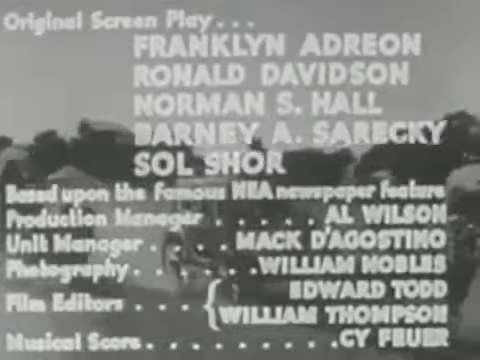 Original Screen Play...
FRANKLYN ADREON
RONALD DAVIDSON
NORMAN S. HALL
BARNEY A. SARECKY
SOL SHOR
Based upon the famous NEA newspaper feature
Production Manager . . . . . AL WILSON
Unit Manager . . . . MACK D'AGOSTINO
Photography . . . . . . WILLIAM NOBLES
Film Editors . . . { EDWARD TODD
WILLIAM THOMPSON
Musical Score . . . . . . . . . CY FEUER